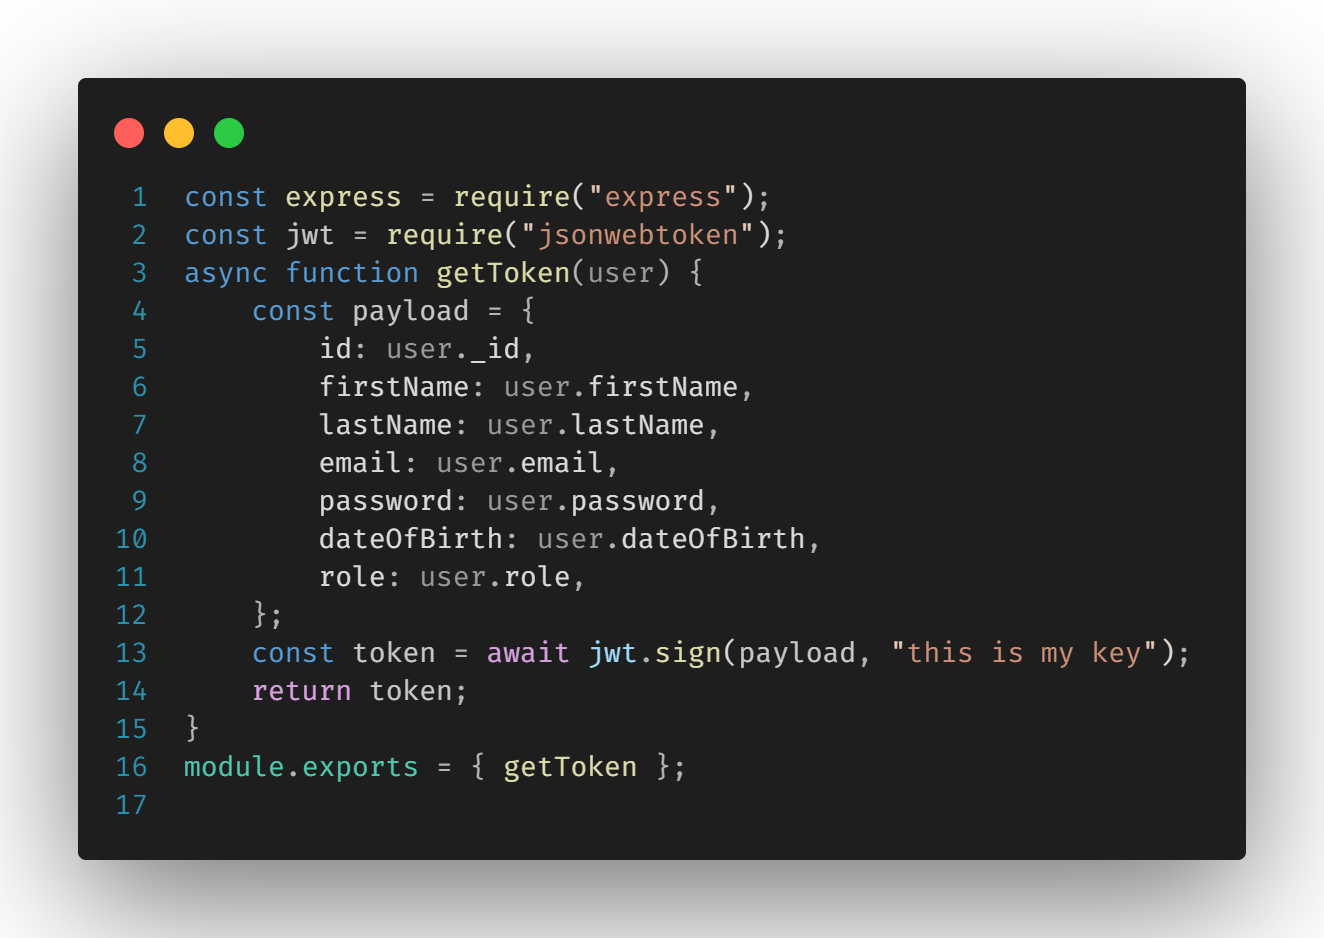 1 const express = require("express");
2 const jwt = require("jsonwebtoken");
3 async function getToken(user) {
4     const payload = {
5         id: user._id,
6         firstName: user.firstName,
7         lastName: user.lastName,
8         email: user.email,
9         password: user.password,
10         dateOfBirth: user.dateOfBirth,
11         role: user.role,
12     };
13     const token = await jwt.sign(payload, "this is my key");
14     return token;
15 }
16 module.exports = { getToken };
17